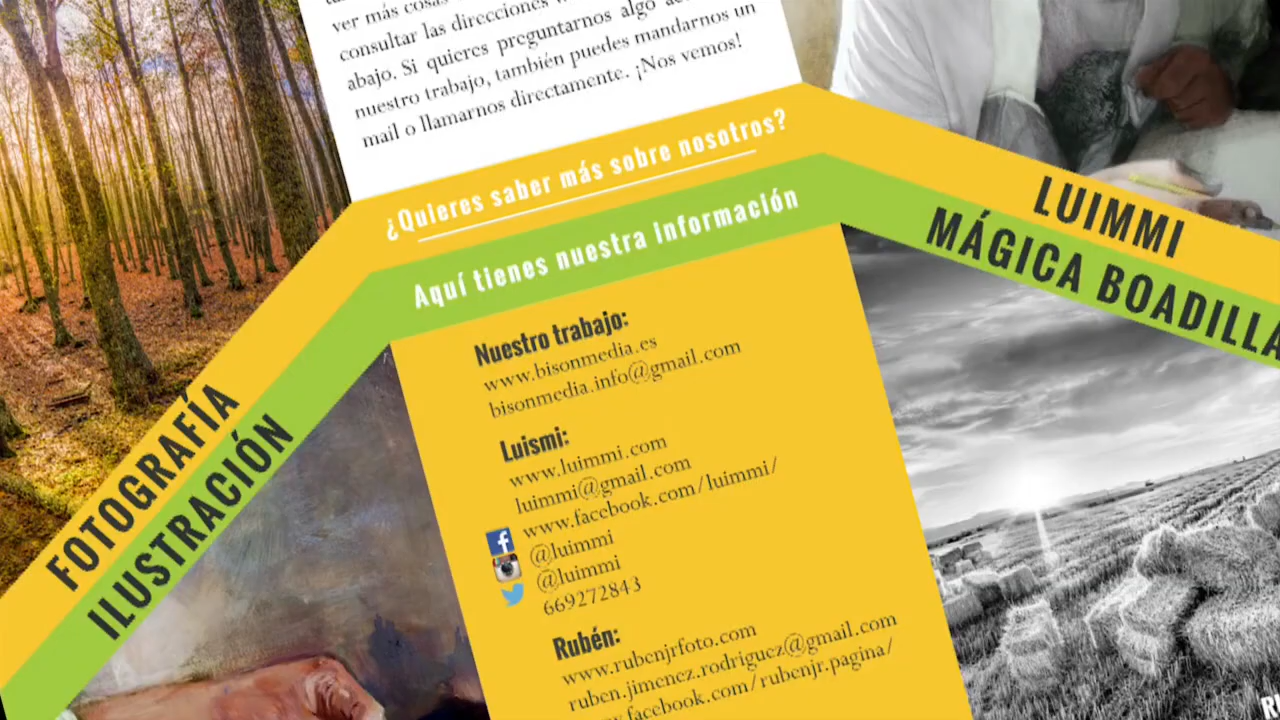 ver más cosas
consultar las direcciones
abajo. Si quieres preguntarnos algo
nuestro trabajo, también puedes mandarnos un
mail o llamarnos directamente. ¡Nos vemos!
¿Quieres saber más sobre nosotros?
Aquí tienes nuestra información
LUIMMI
MÁGICA BOADILLA
FOTOGRAFÍA
ILUSTRACIÓN
Nuestro trabajo:
www.bisonmedia.es
bisonmedia.info@gmail.com
Luismi:
www.luimmi.com
luimmi@gmail.com
www.facebook.com/luimmi/
@luimmi
@luimmi
669272843
Rubén:
www.rubenjrfoto.com
ruben.jimenez.rodriguez@gmail.com
www.facebook.com/rubenjr.pagina/